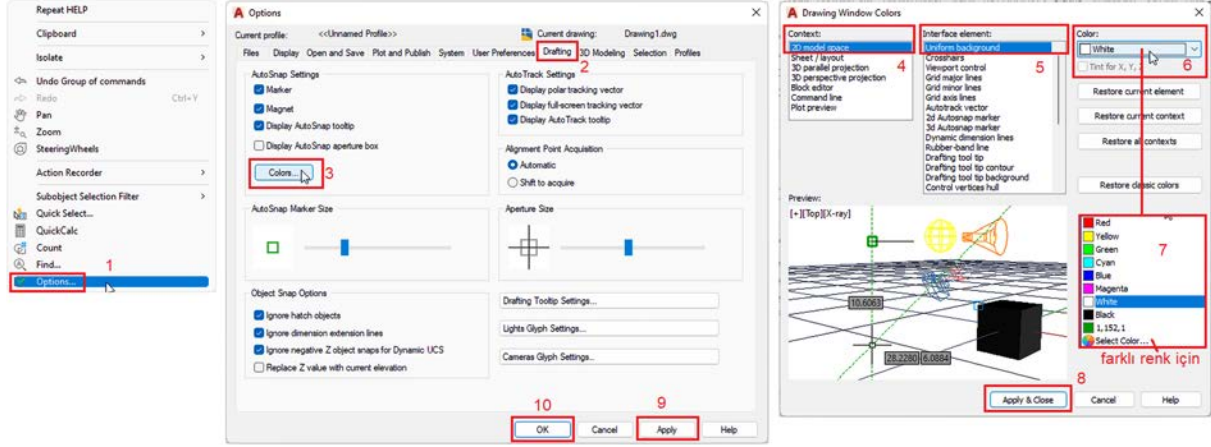 Repeat HELP
Clipboard
Isolate
Undo Group of commands
Redo Ctrl+Y
Pan
Zoom
SteeringWheels
Action Recorder
Subobject Selection Filter
Quick Select...
QuickCalc
Count
Find...
1
Options...
Options
Current profile: <<Unnamed Profile>> Current drawing: Drawing1.dwg
Files Display Open and Save Plot and Publish System User Preferences Drafting 3D Modeling Selection Profiles
2
AutoSnap Settings
Marker
Magnet
Display AutoSnap tooltip
Display AutoSnap aperture box
Colors... 3
AutoTrack Settings
Display polar tracking vector
Display full-screen tracking vector
Display AutoTrack tooltip
Alignment Point Acquisition
Automatic
Shift to acquire
AutoSnap Marker Size
Aperture Size
Object Snap Options
Ignore hatch objects
Ignore dimension extension lines
Ignore negative Z object snaps for Dynamic UCS
Replace Z value with current elevation
Drafting Tooltip Settings...
Lights Glyph Settings...
Cameras Glyph Settings...
10 9
OK Cancel Apply Help
Drawing Window Colors
Context:
2D model space
Sheet / layout
3D parallel projection
3D perspective projection
Block editor
Command line
Plot preview
4
Interface element:
Uniform background
Crosshairs
Viewport control
Grid major lines
Grid minor lines
Grid axis lines
Autotrack vector
2d Autosnap marker
3d Autosnap marker
Dynamic dimension lines
Rubber-band line
Drafting tool tip
Drafting tool tip contour
Drafting tool tip background
Control vertices hull
5
Color:
White
Tint for X, Y, Z
6
Restore current element
Restore current context
Restore all contexts
Restore classic colors
Preview:
[+][Top][X-ray]
10.6063
28.2280 6.0884
Red
Yellow
Green
Cyan
Blue
Magenta
White
Black
1,152,1
Select Color...
7
farklı renk için
8
Apply & Close Cancel Help